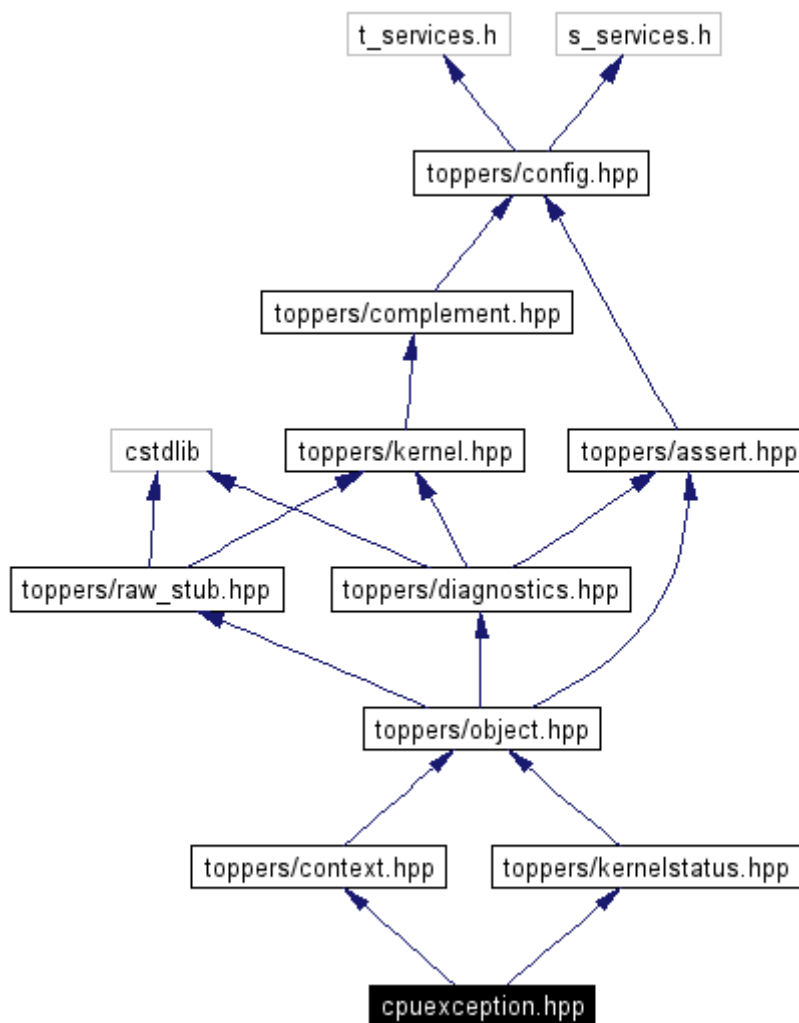 t_services.h
s_services.h
toppers/config.hpp
toppers/complement.hpp
cstdlib
toppers/kernel.hpp
toppers/assert.hpp
toppers/raw_stub.hpp
toppers/diagnostics.hpp
toppers/object.hpp
toppers/context.hpp
toppers/kernelstatus.hpp
cpuexception.hpp